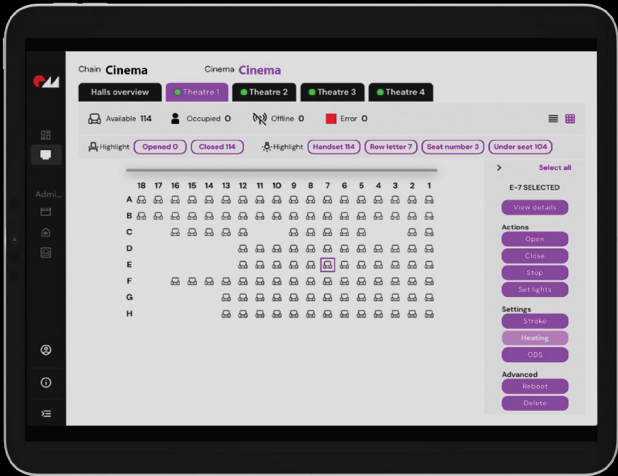 Chain Cinema Cinema Cinema
Halls overview Theatre 1 Theatre 2 Theatre 3 Theatre 4
Available 114 Occupied 0 Offline 0 Error 0
Highlight Opened 0 Closed 114 Highlight Handset 114 Row letter 7 Seat number 3 Under seat 104
> Select all
Admi...
18 17 16 15 14 13 12 11 10 9 8 7 6 5 4 3 2 1
A
B
C
D
E
F
G
H
E-7 SELECTED
View details
Actions
Open
Close
Stop
Set lights
Settings
Stroke
Heating
ODS
Advanced
Reboot
Delete